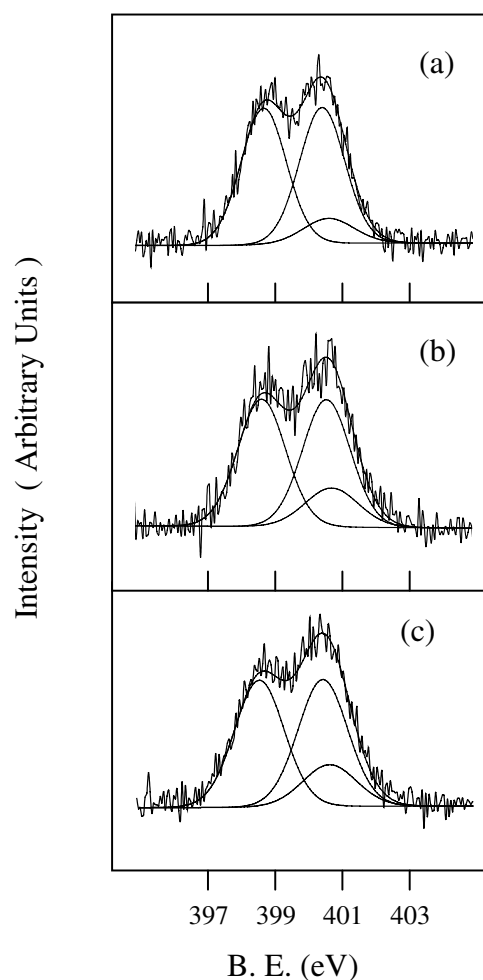 (a)
(b)
(c)
Intensity ( Arbitrary Units )
397 399 401 403
B. E. (eV)